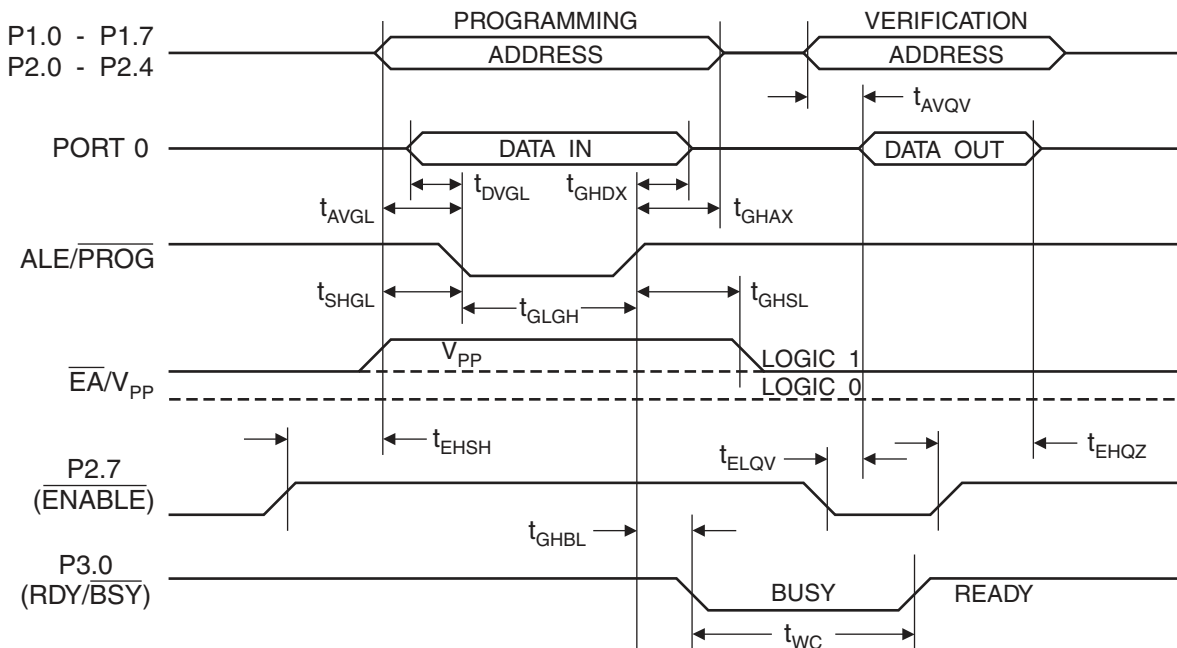 PROGRAMMING VERIFICATION
P1.0 - P1.7
P2.0 - P2.4
ADDRESS ADDRESS
tAVQV
PORT 0 DATA IN DATA OUT
tDVGL tGHDX
tAVGL tGHAX
ALE/PROG
tSHGL tGLGH tGHSL
VPP LOGIC 1
EA/VPP
LOGIC 0
tEHSH tELQV tEHQZ
P2.7
(ENABLE)
tGHBL
P3.0
(RDY/BSY)
BUSY READY
tWC